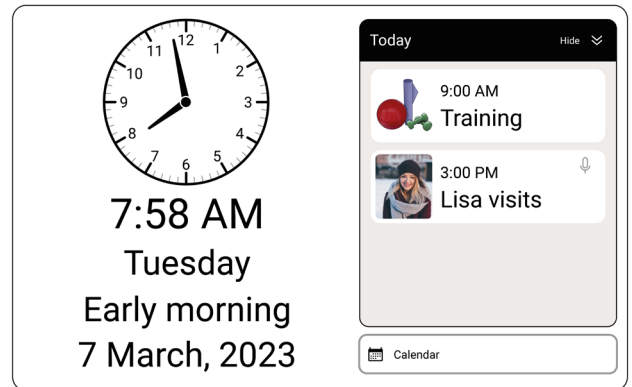 12
11
1
10
2
9
3
8
4
7
5
6
7:58 AM
Tuesday
Early morning
7 March, 2023
Today
Hide
9:00 AM
Training
3:00 PM
Lisa visits
Calendar